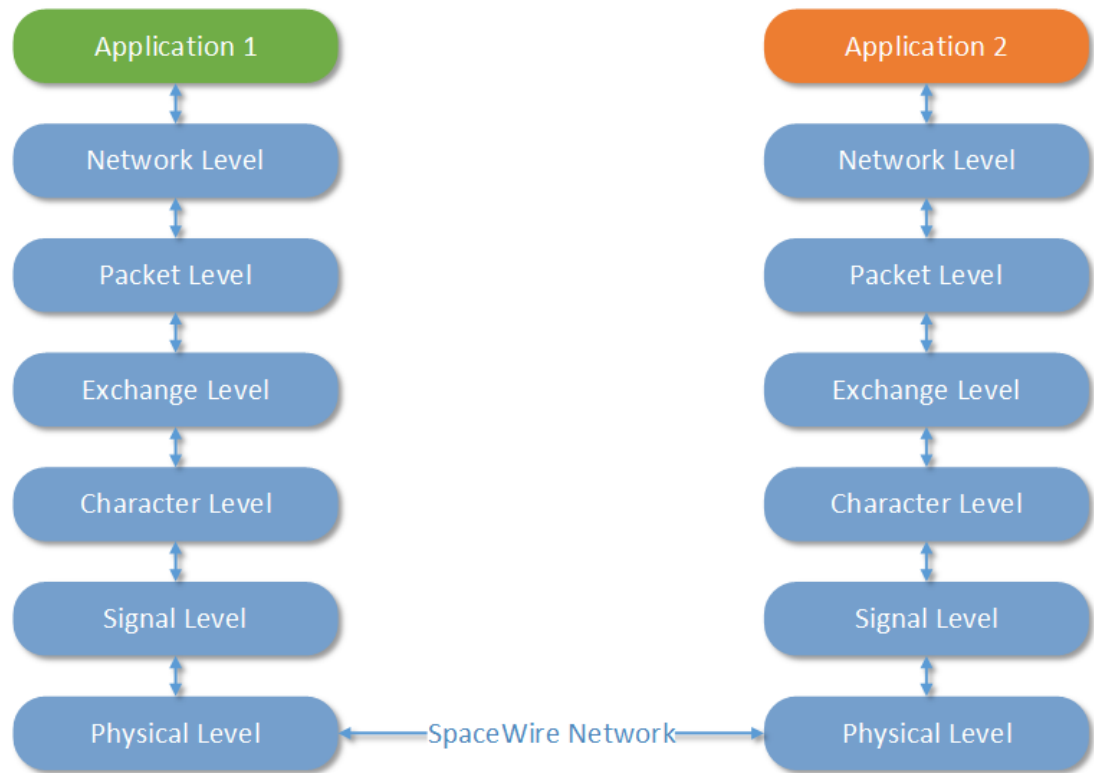 Application 1
Application 2
Network Level
Network Level
Packet Level
Packet Level
Exchange Level
Exchange Level
Character Level
Character Level
Signal Level
Signal Level
Physical Level
SpaceWire Network
Physical Level